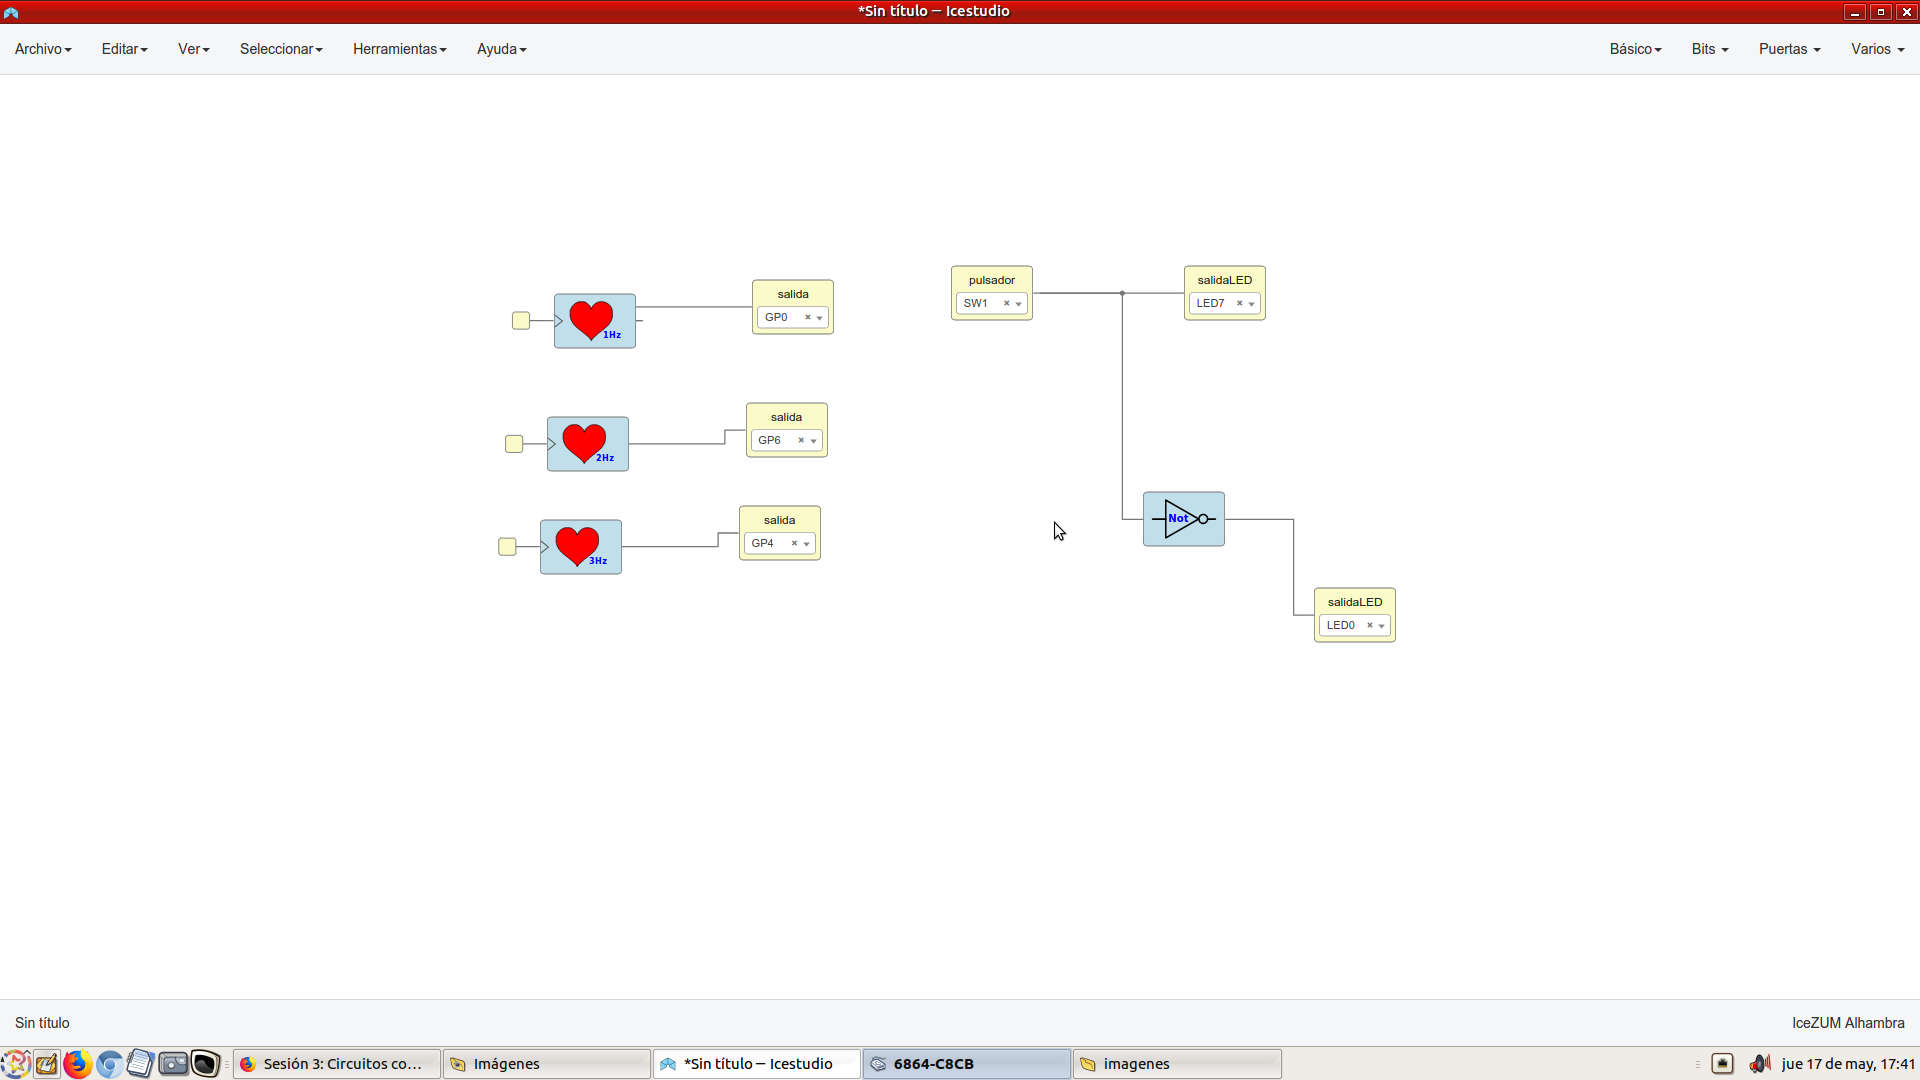 *Sin título — Icestudio
Archivo Editar Ver Seleccionar Herramientas Ayuda Básico Bits Puertas Varios
1Hz
salida
GP0
pulsador
SW1
salidaLED
LED7
2Hz
salida
GP6
3Hz
salida
GP4
Not
salidaLED
LED0
Sin título IceZUM Alhambra
Sesión 3: Circuitos co... Imágenes *Sin título — Icestudio 6864-C8CB imagenes jue 17 de may, 17:41